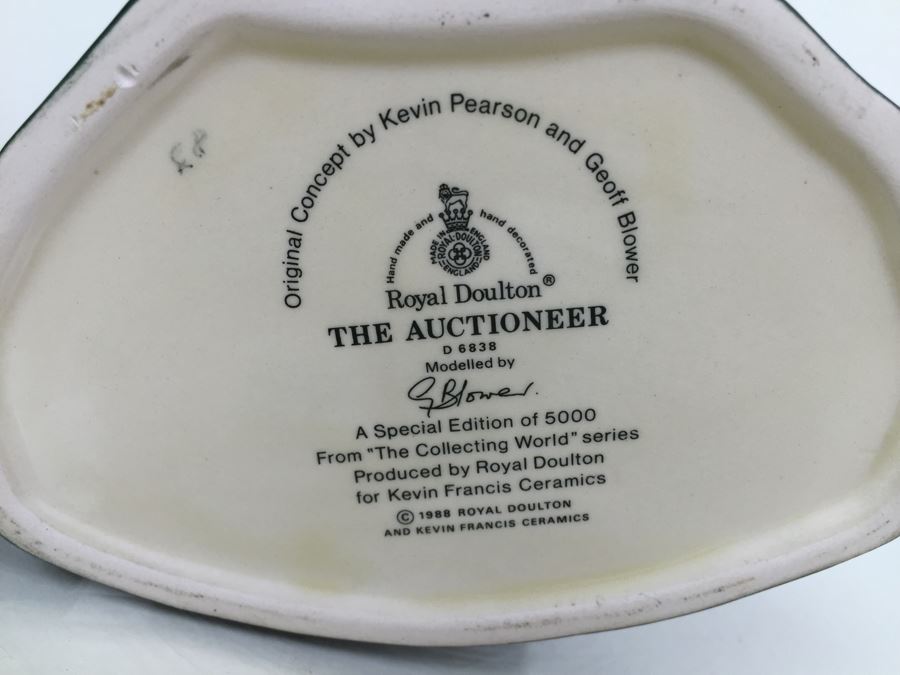 Original Concept by Kevin Pearson and Geoff Blower
Hand made and hand decorated
MADE IN ENGLAND
ROYAL·DOULTON
ENGLAND
Royal Doulton®
THE AUCTIONEER
D 6838
Modelled by
G Blower.
A Special Edition of 5000
From "The Collecting World" series
Produced by Royal Doulton
for Kevin Francis Ceramics
© 1988 ROYAL DOULTON
AND KEVIN FRANCIS CERAMICS